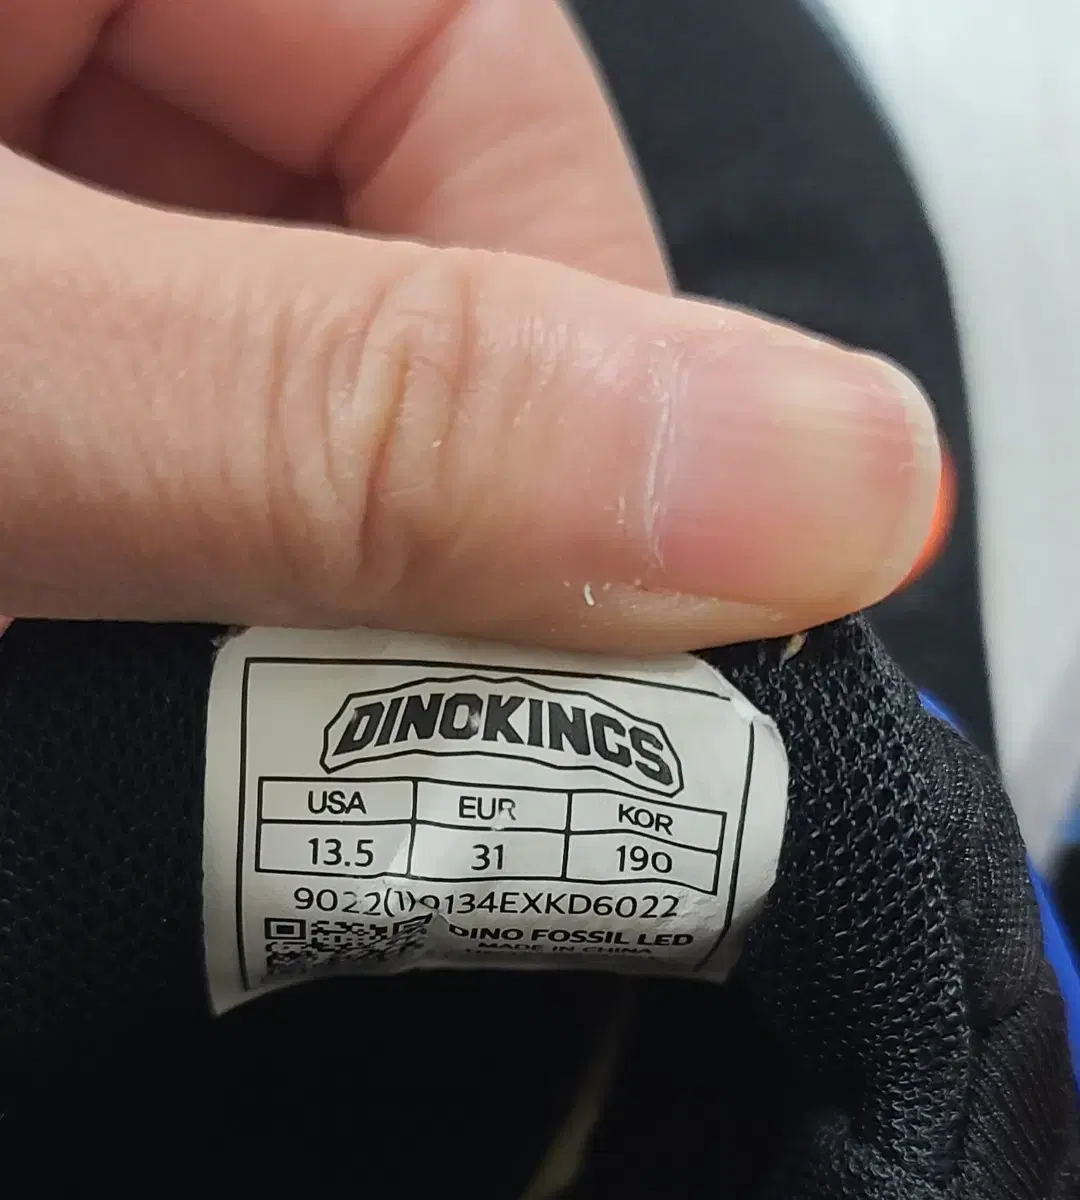 DINOKINGS
USA EUR KOR
13.5 31 190
9022(1)9134EXKD6022
DINO FOSSIL LED
MADE IN CHINA